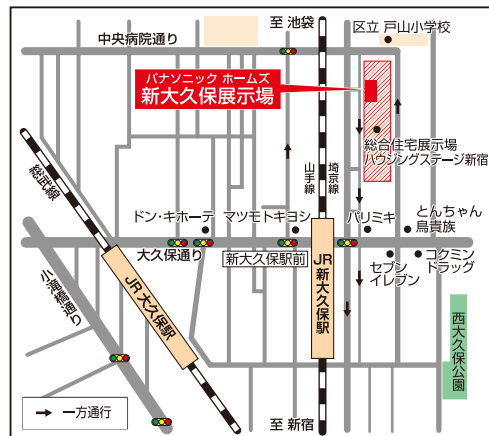 至 池袋
区立 戸山小学校
中央病院通り
パナソニック ホームズ
新大久保展示場
総合住宅展示場
ハウジングステージ新宿
総武線
山手線
埼京線
ドン・キホーテ
マツモトキヨシ
パリミキ
とんちゃん
鳥貴族
大久保通り
新大久保駅前
JR新大久保駅
セブン
イレブン
コクミン
ドラッグ
小滝橋通り
JR大久保駅
西大久保公園
一方通行
至 新宿